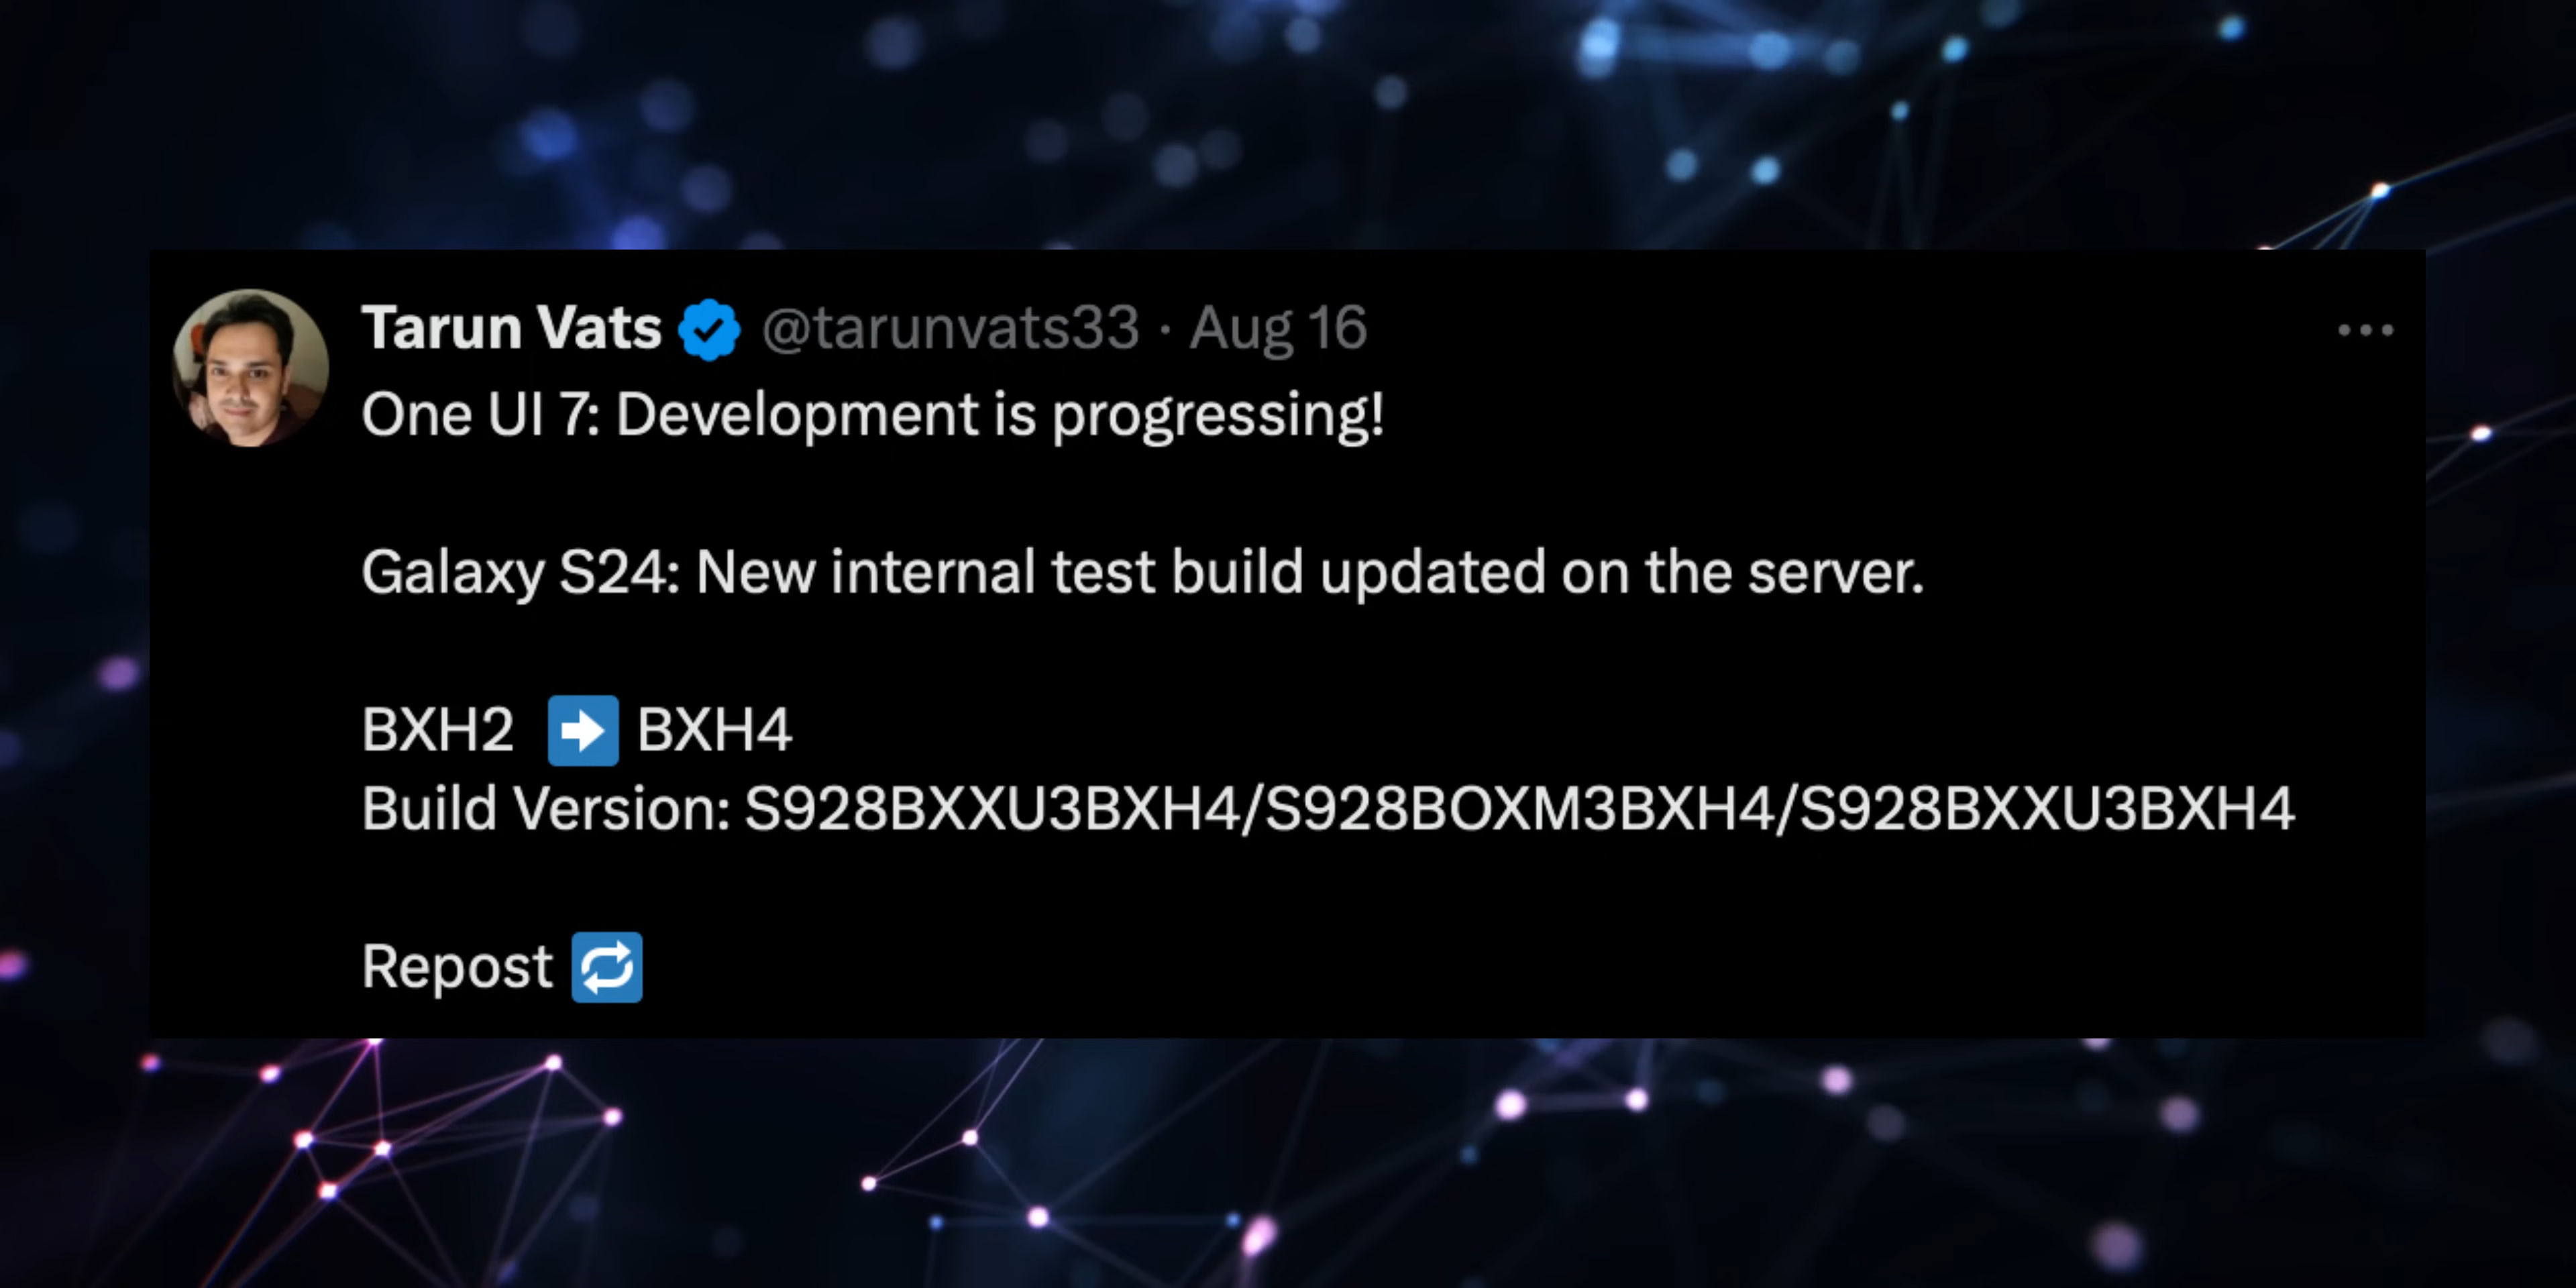 Tarun Vats @tarunvats33 · Aug 16
One UI 7: Development is progressing!
Galaxy S24: New internal test build updated on the server.
BXH2 ➡️ BXH4
Build Version: S928BXXU3BXH4/S928BOXM3BXH4/S928BXXU3BXH4
Repost 🔁